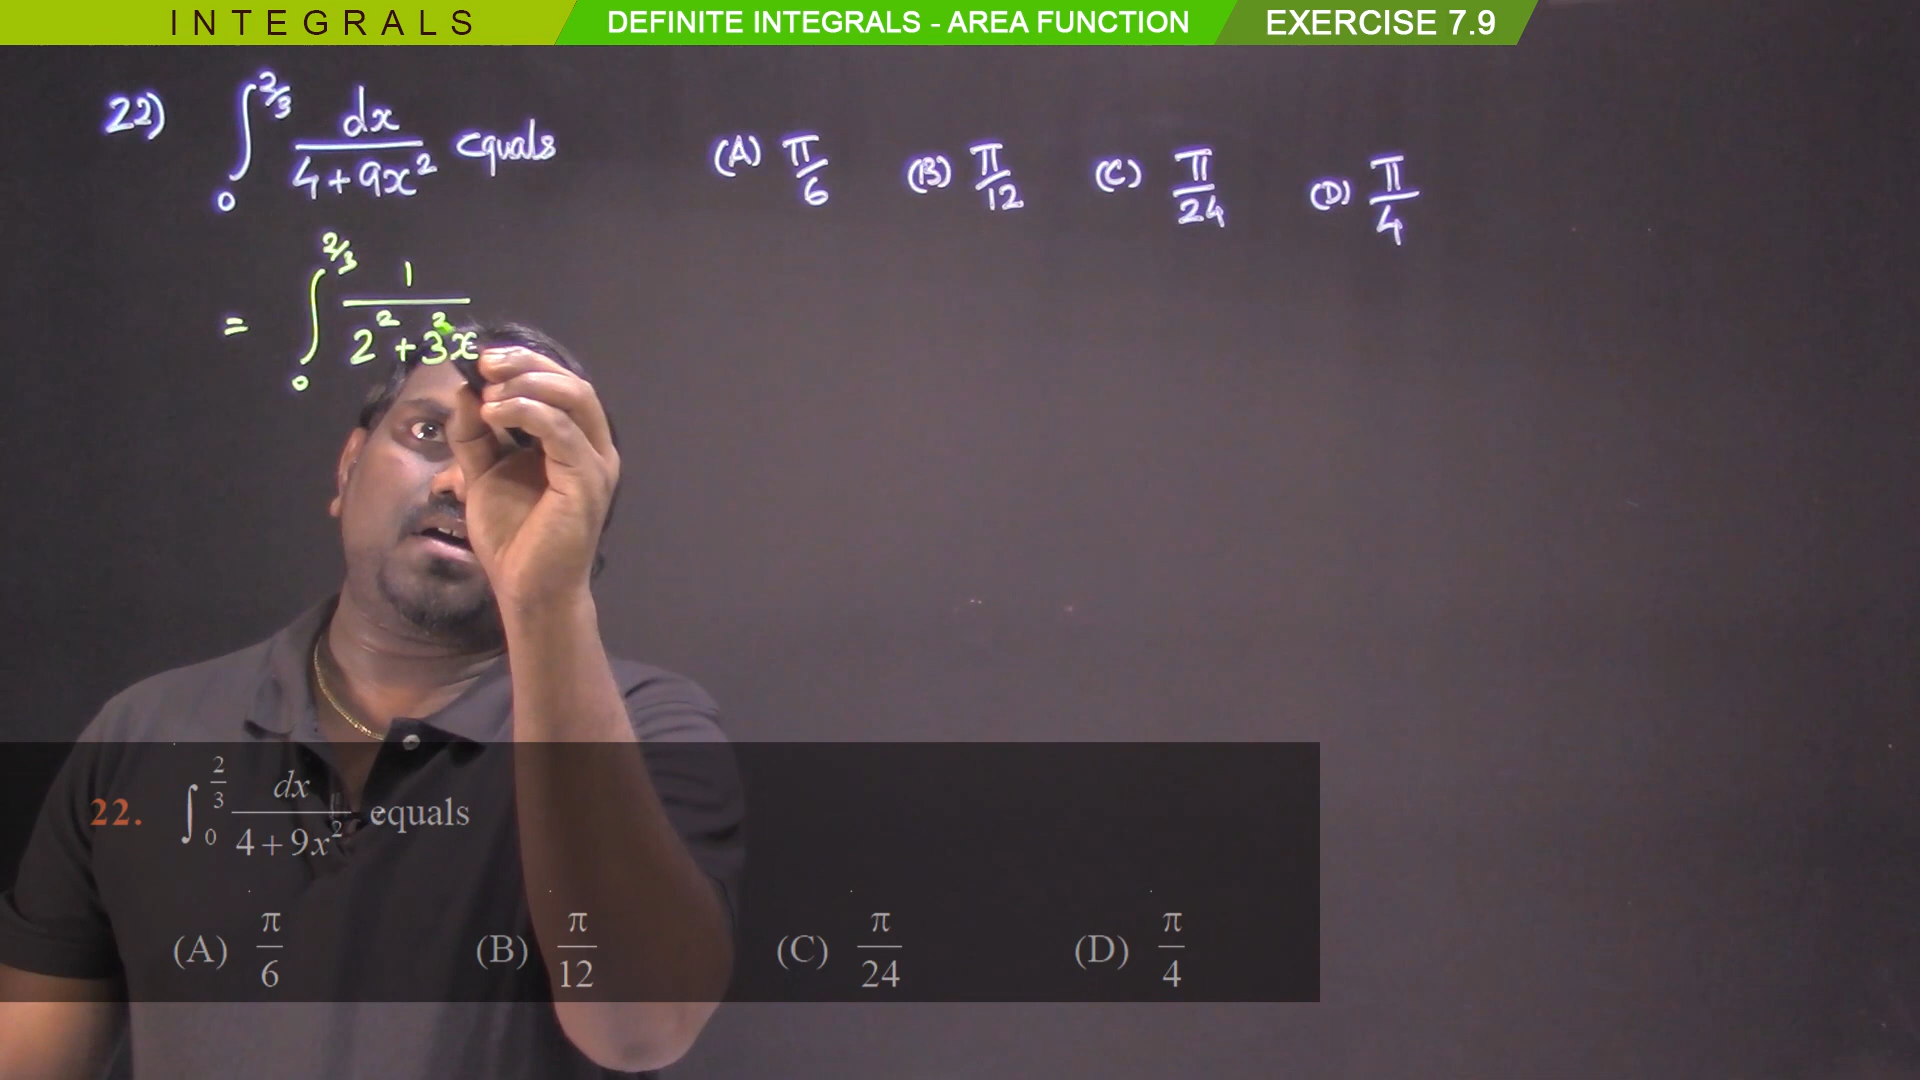 INTEGRALS DEFINITE INTEGRALS - AREA FUNCTION EXERCISE 7.9
22) ∫₀^{2/3} dx/(4+9x²) equals (A) π/6 (B) π/12 (C) π/24 (D) π/4
= ∫₀^{2/3} 1/(2²+3²x
22. ∫₀^{2/3} dx/(4+9x²) equals
(A) π/6 (B) π/12 (C) π/24 (D) π/4